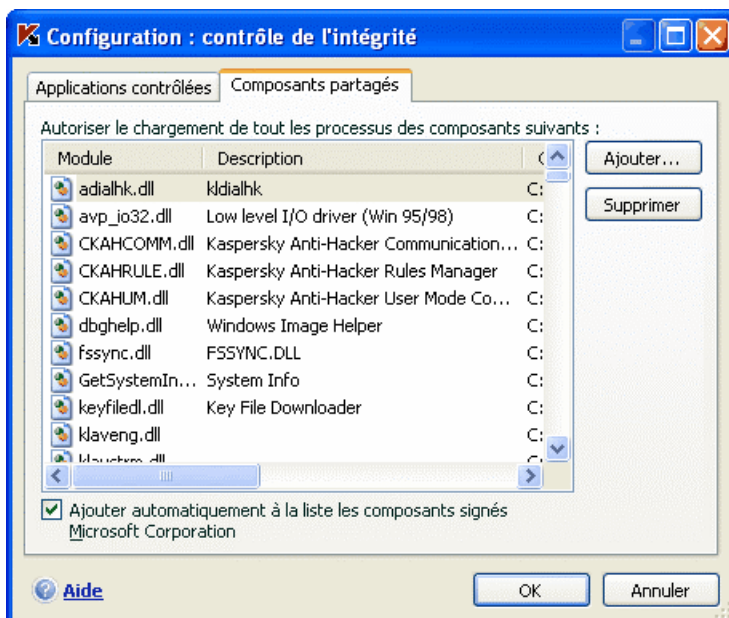 Configuration : contrôle de l'intégrité
Applications contrôlées Composants partagés
Autoriser le chargement de tout les processus des composants suivants :
Module Description
adialhk.dll kldialhk C:
avp_io32.dll Low level I/O driver (Win 95/98) C:
CKAHCOMM.dll Kaspersky Anti-Hacker Communication... C:
CKAHRULE.dll Kaspersky Anti-Hacker Rules Manager C:
CKAHUM.dll Kaspersky Anti-Hacker User Mode Co... C:
dbghelp.dll Windows Image Helper C:
fssync.dll FSSYNC.DLL C:
GetSystemIn... System Info C:
keyfiledl.dll Key File Downloader C:
klaveng.dll C:
Ajouter...
Supprimer
Ajouter automatiquement à la liste les composants signés
Microsoft Corporation
Aide
OK Annuler